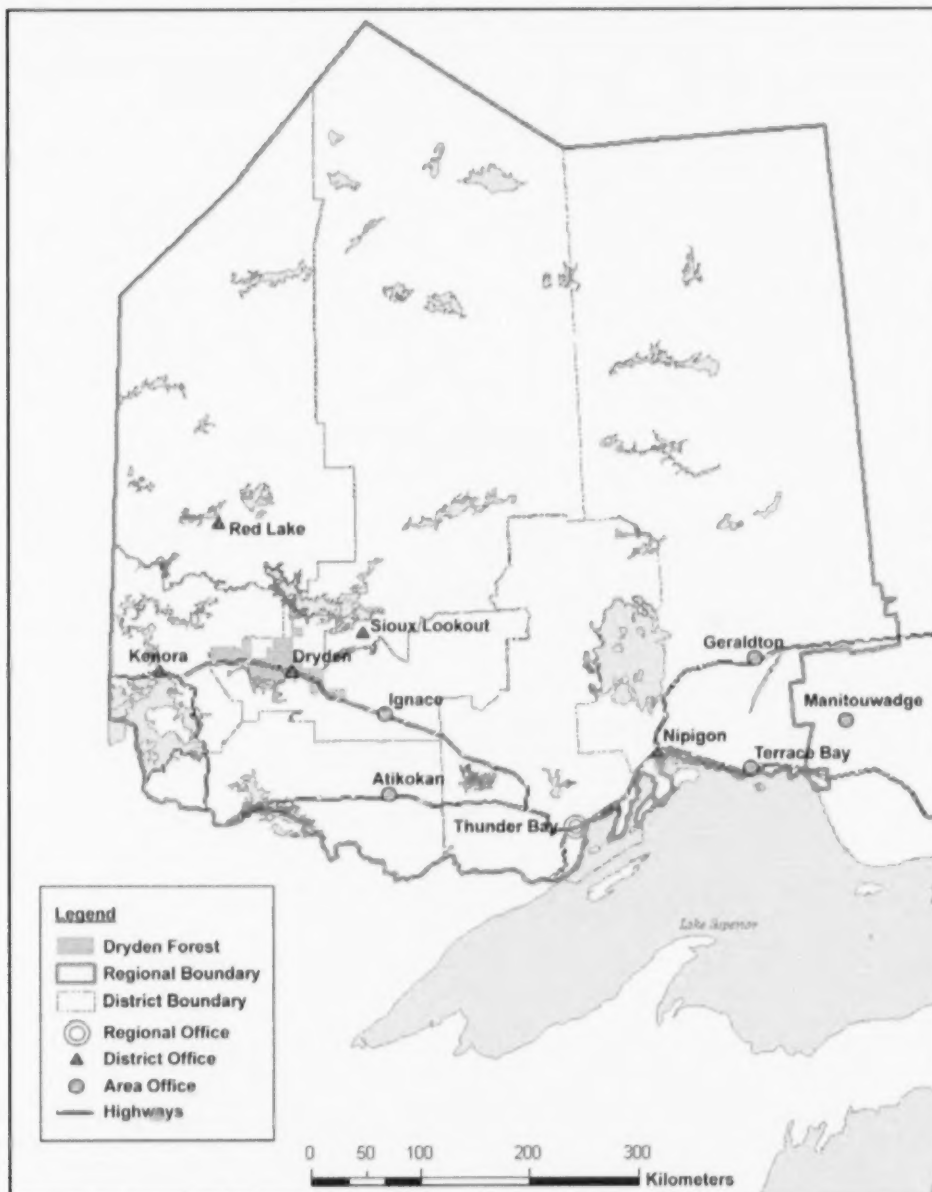 Red Lake
Sioux Lookout
Kenora
Dryden
Geraldton
Ignace
Manitouwadge
Nipigon
Terrace Bay
Atikokan
Thunder Bay
Lake Superior
Legend
Dryden Forest
Regional Boundary
District Boundary
Regional Office
District Office
Area Office
Highways
0 50 100 200 300
Kilometers